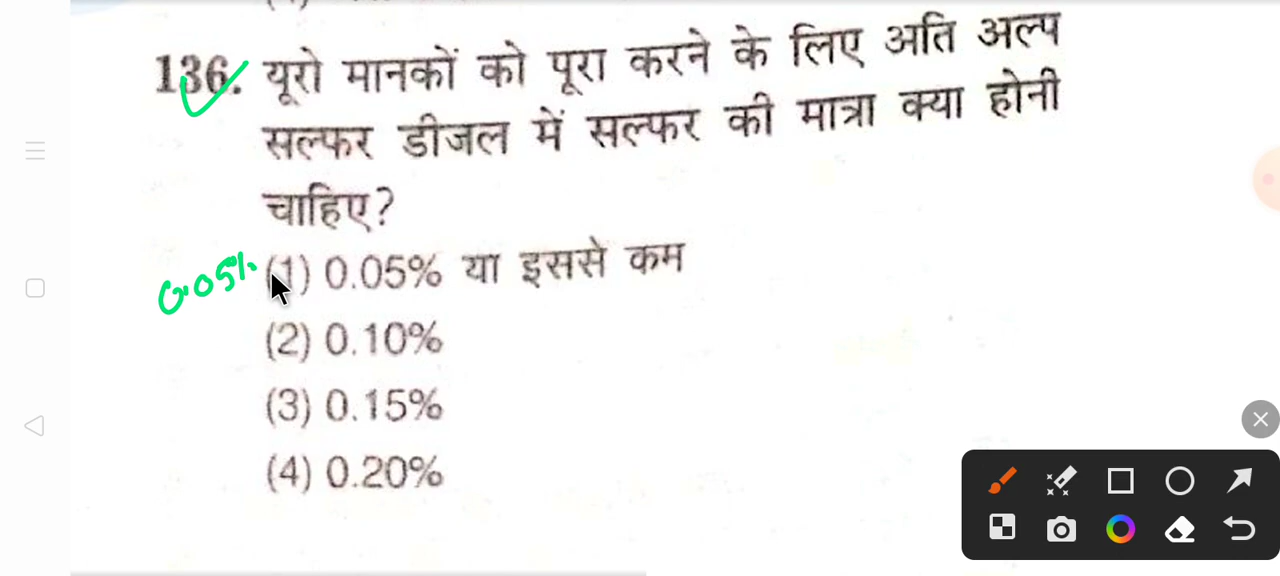 136. यूरो मानकों को पूरा करने के लिए अति अल्प
सल्फर डीजल में सल्फर की मात्रा क्या होनी
चाहिए?
0.05%
(1) 0.05% या इससे कम
(2) 0.10%
(3) 0.15%
(4) 0.20%